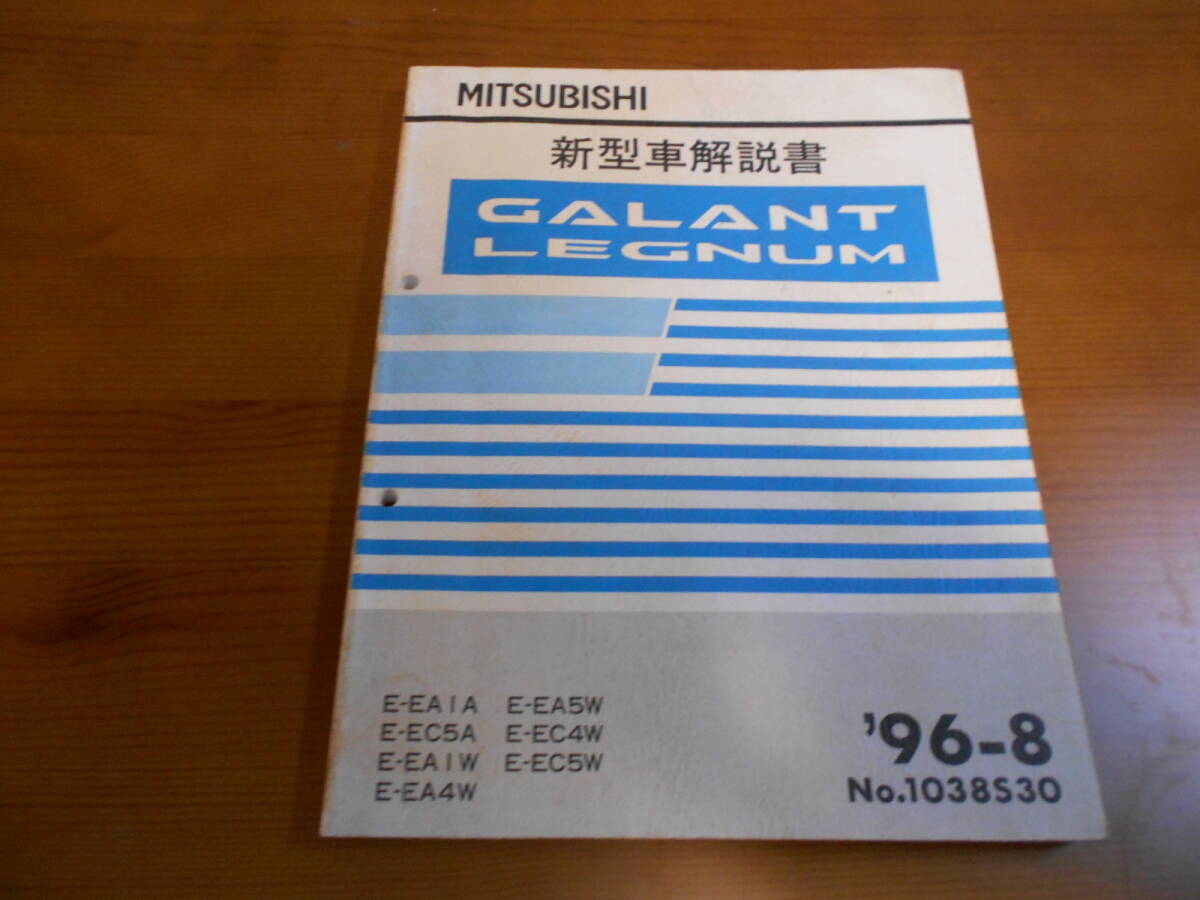 MITSUBISHI
新型車解説書
GALANT
LEGNUM
E-EA1A E-EA5W
E-EC5A E-EC4W
E-EA1W E-EC5W
E-EA4W
'96-8
No.1038S30